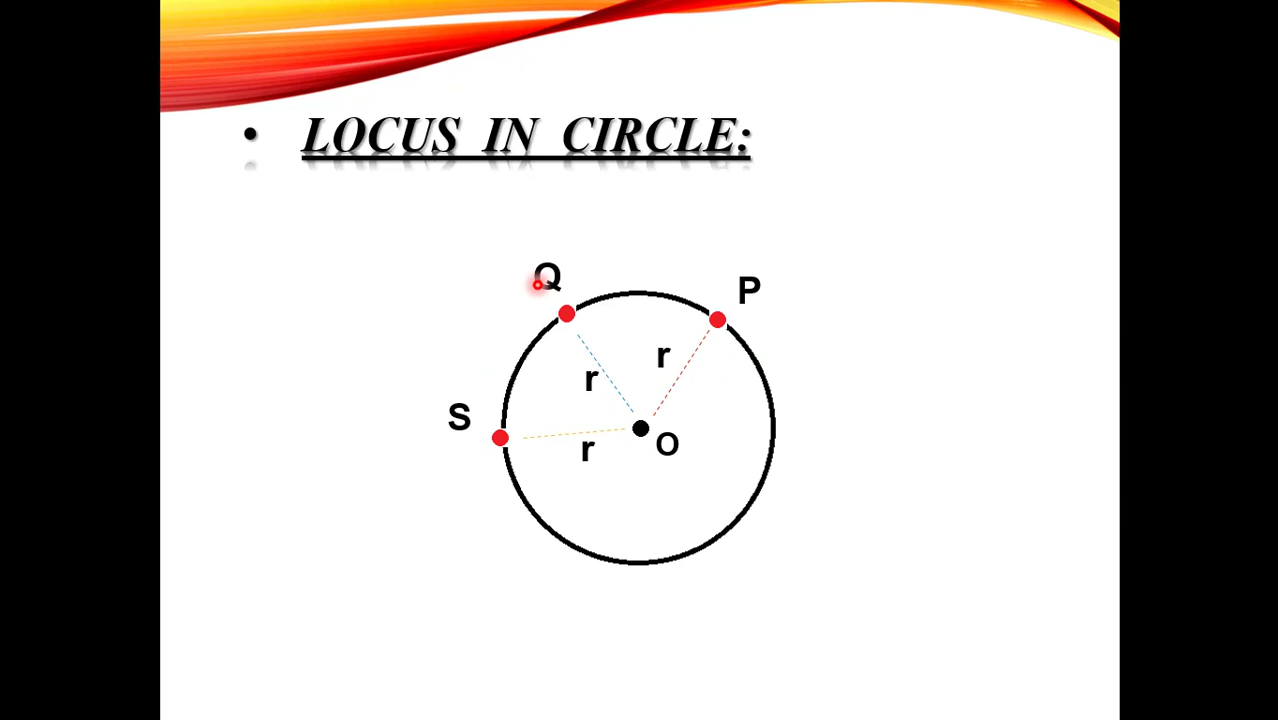 • LOCUS IN CIRCLE:
Q
P
r
r
S
O
r